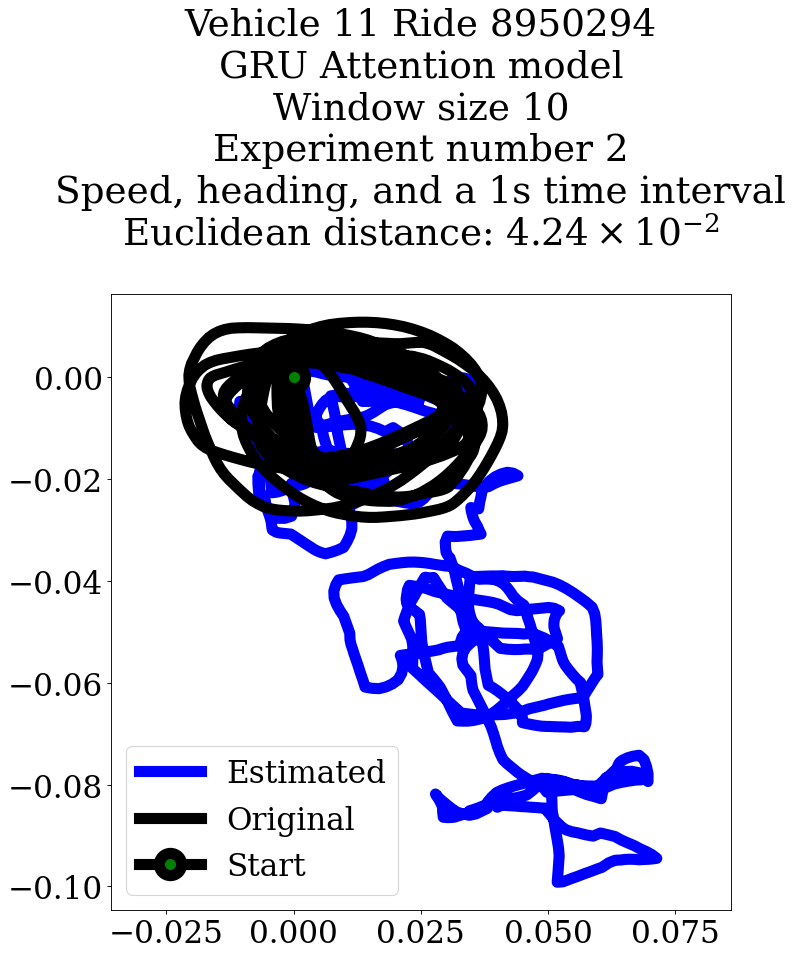 Vehicle 11 Ride 8950294
GRU Attention model
Window size 10
Experiment number 2
Speed, heading, and a 1s time interval
Euclidean distance: 4.24 × 10⁻²
0.00
−0.02
−0.04
−0.06
−0.08
−0.10
Estimated
Original
Start
−0.025 0.000 0.025 0.050 0.075